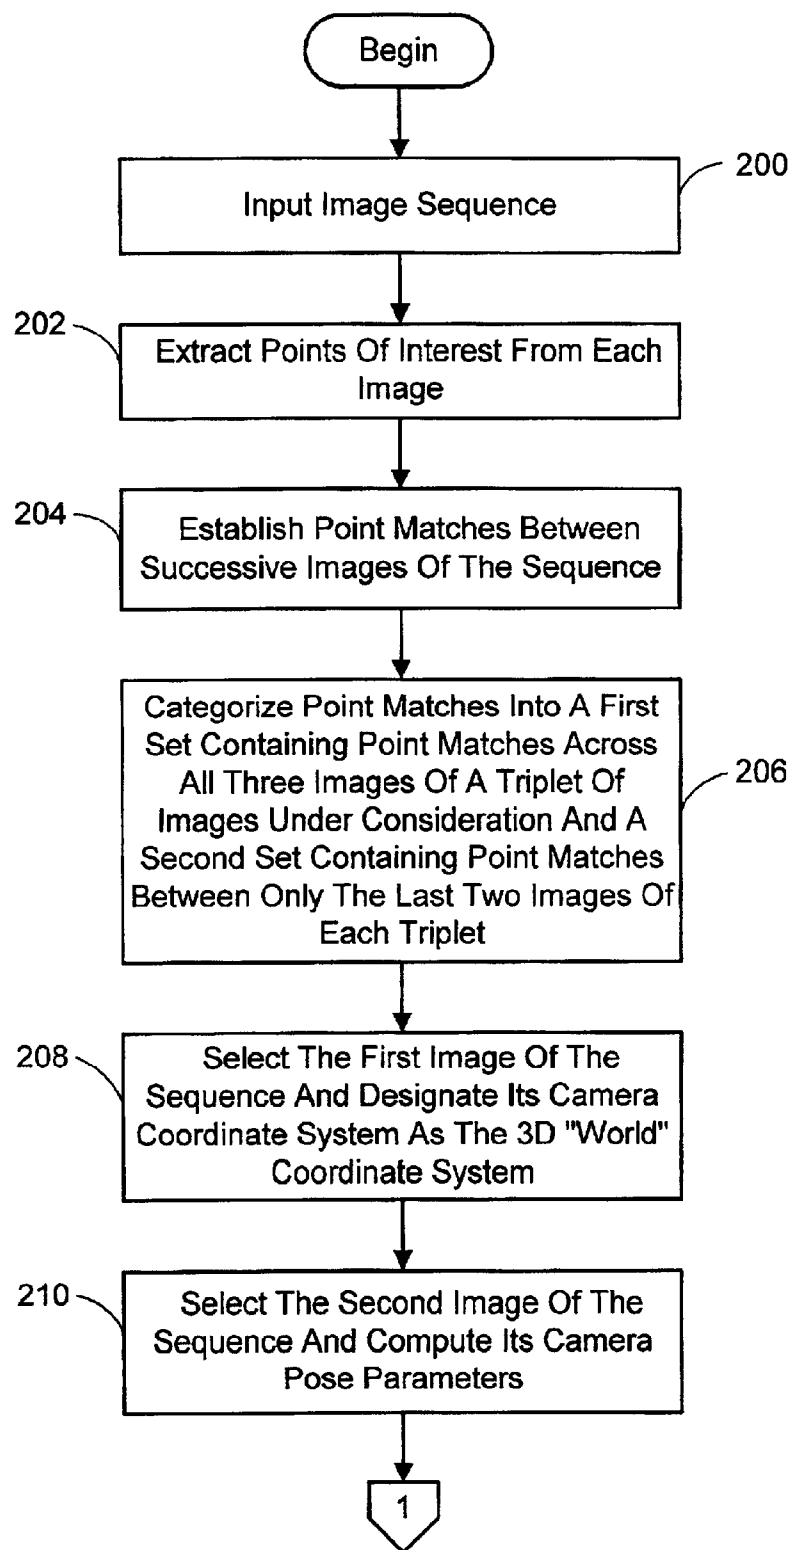 Begin
200
Input Image Sequence
202
Extract Points Of Interest From Each
Image
204
Establish Point Matches Between
Successive Images Of The Sequence
206
Categorize Point Matches Into A First
Set Containing Point Matches Across
All Three Images Of A Triplet Of
Images Under Consideration And A
Second Set Containing Point Matches
Between Only The Last Two Images Of
Each Triplet
208
Select The First Image Of The
Sequence And Designate Its Camera
Coordinate System As The 3D "World"
Coordinate System
210
Select The Second Image Of The
Sequence And Compute Its Camera
Pose Parameters
1